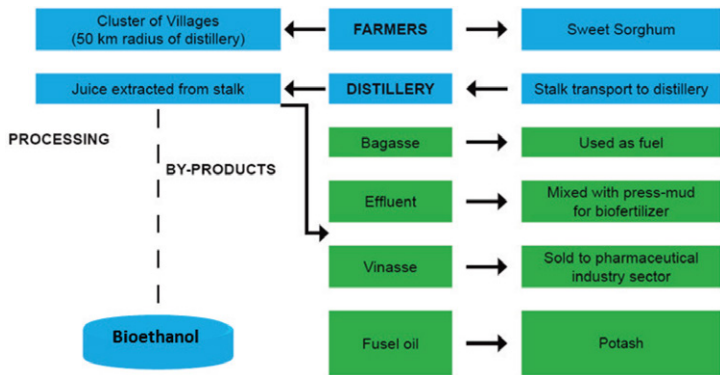 Cluster of Villages
(50 km radius of distillery)
FARMERS
Sweet Sorghum
Juice extracted from stalk
DISTILLERY
Stalk transport to distillery
PROCESSING
BY-PRODUCTS
Bagasse
Used as fuel
Effluent
Mixed with press-mud
for biofertilizer
Vinasse
Sold to pharmaceutical
industry sector
Bioethanol
Fusel oil
Potash